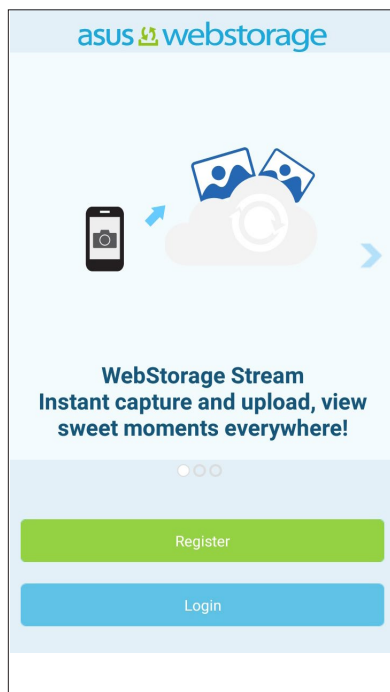 asus webstorage
WebStorage Stream
Instant capture and upload, view
sweet moments everywhere!
Register
Login